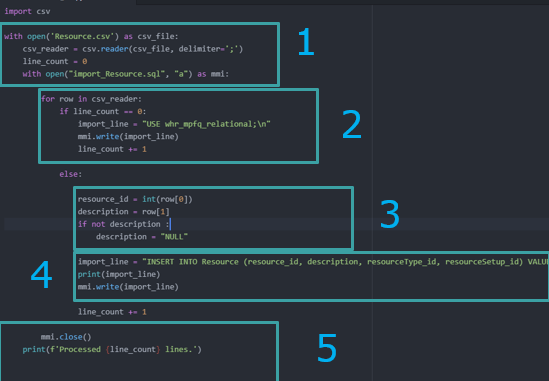 import csv
with open('Resource.csv') as csv_file:
1
csv_reader = csv.reader(csv_file, delimiter=';')
line_count = 0
with open("import_Resource.sql", "a") as mmi:
for row in csv_reader:
if line_count == 0:
import_line = "USE whr_mpfq_relational;\n"
2
mmi.write(import_line)
line_count += 1
else:
resource_id = int(row[0])
description = row[1]
3
if not description :
description = "NULL"
4
import_line = "INSERT INTO Resource (resource_id, description, resourceType_id, resourceSetup_id) VALU
print(import_line)
mmi.write(import_line)
line_count += 1
mmi.close()
5
print(f'Processed {line_count} lines.')